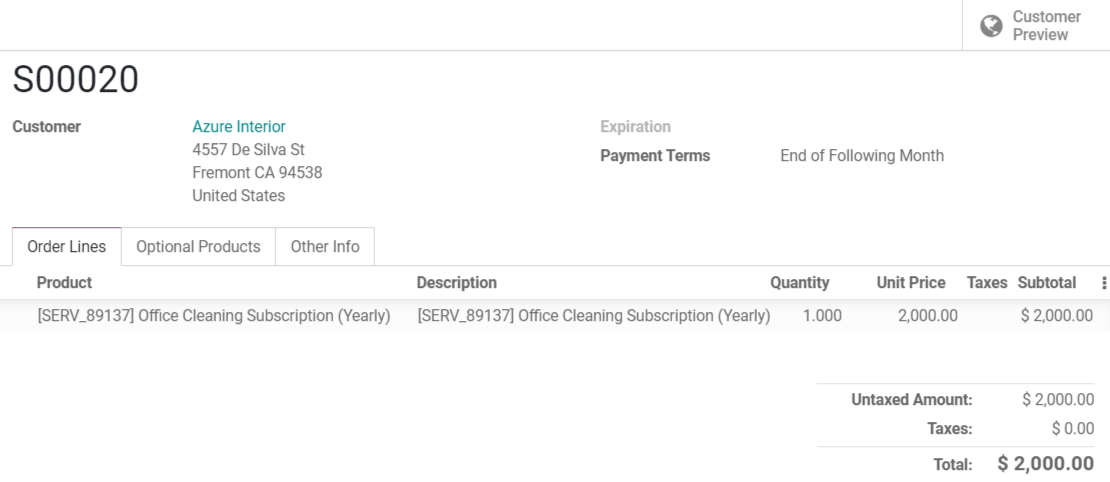 Customer
Preview
S00020
Customer
Azure Interior
4557 De Silva St
Fremont CA 94538
United States
Expiration
Payment Terms End of Following Month
Order Lines Optional Products Other Info
Product Description Quantity Unit Price Taxes Subtotal
[SERV_89137] Office Cleaning Subscription (Yearly) [SERV_89137] Office Cleaning Subscription (Yearly) 1.000 2,000.00 $ 2,000.00
Untaxed Amount: $ 2,000.00
Taxes: $ 0.00
Total: $ 2,000.00